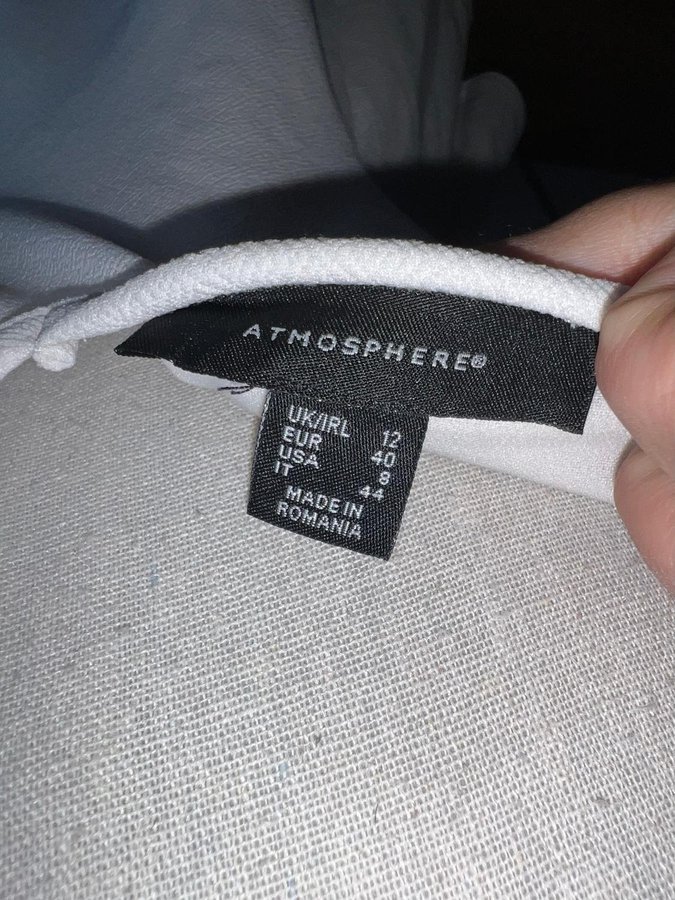 ATMOSPHERE®
UK/IRL 12
EUR 40
USA 8
IT 44
MADE IN
ROMANIA